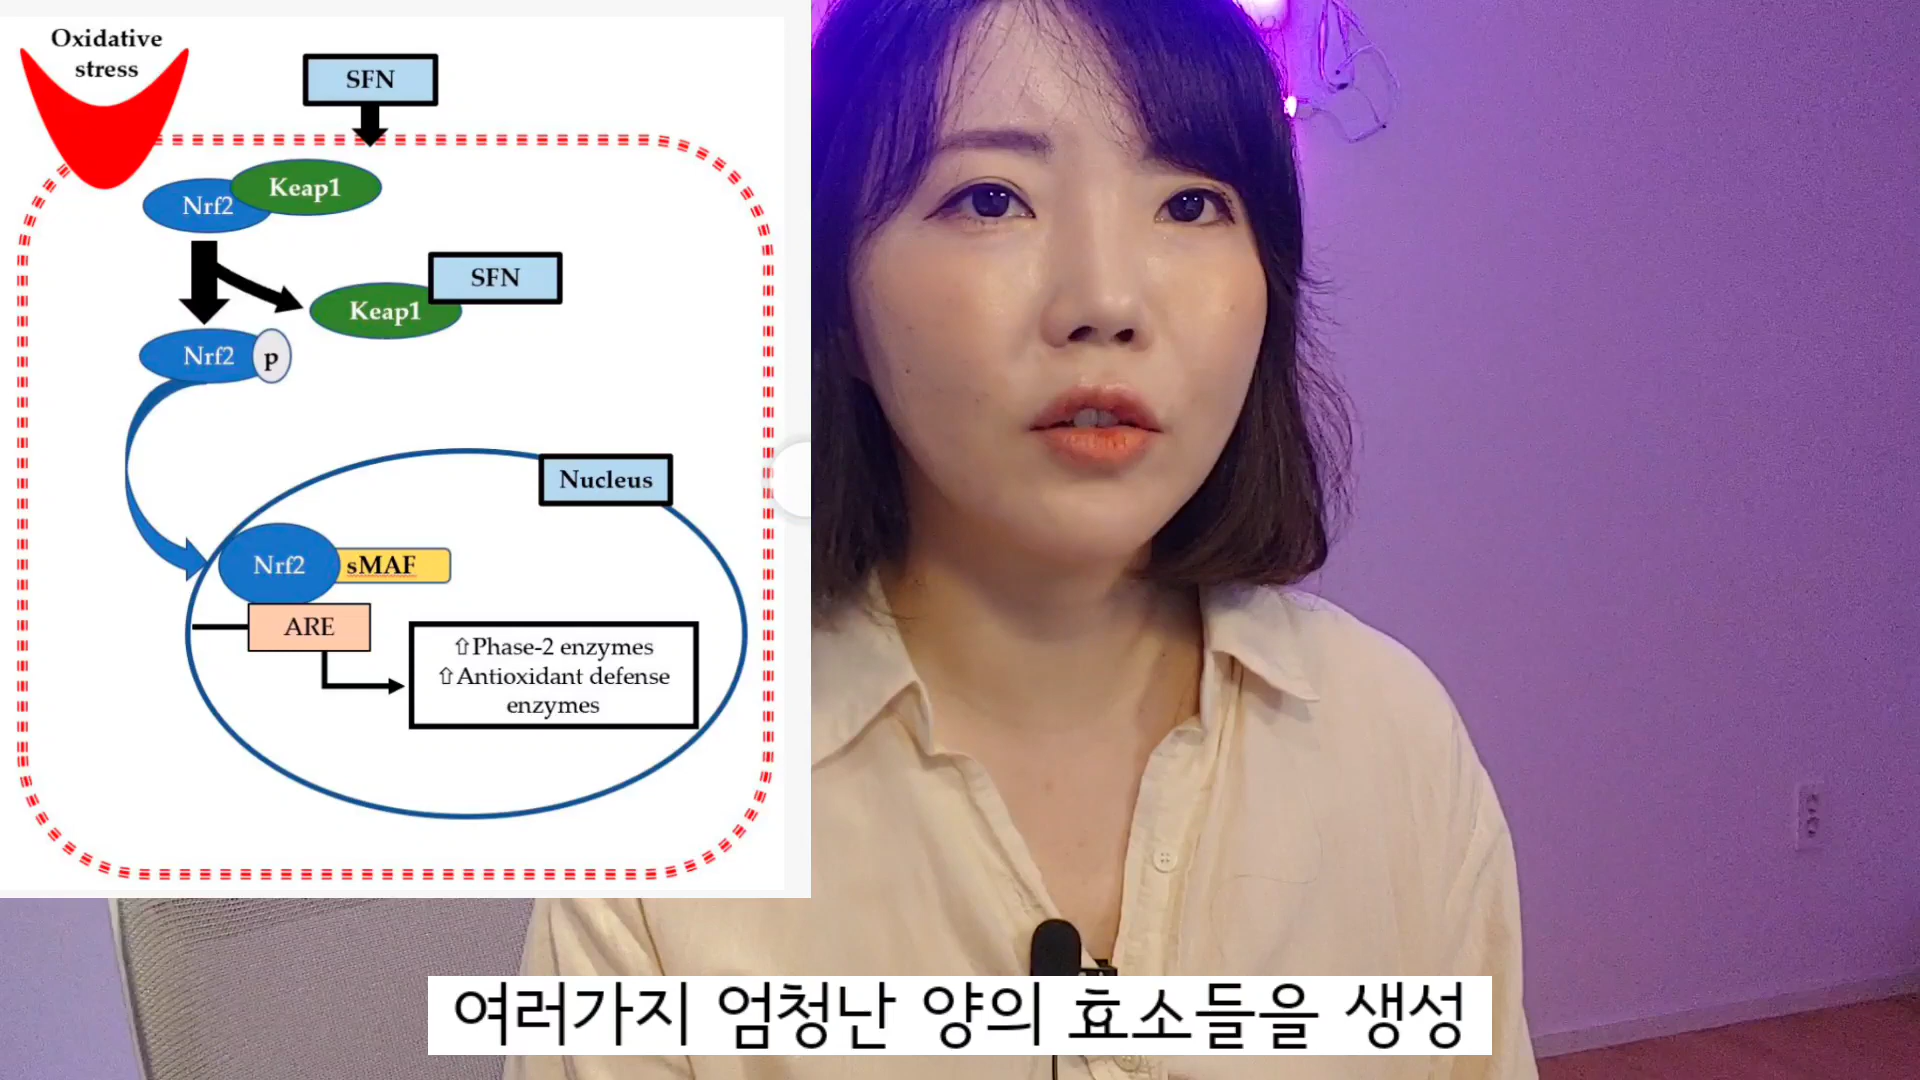 Oxidative
stress
SFN
Keap1
Nrf2
SFN
Keap1
Nrf2
p
Nucleus
Nrf2
sMAF
ARE
⇧Phase-2 enzymes
⇧Antioxidant defense
enzymes
여러가지 엄청난 양의 효소들을 생성